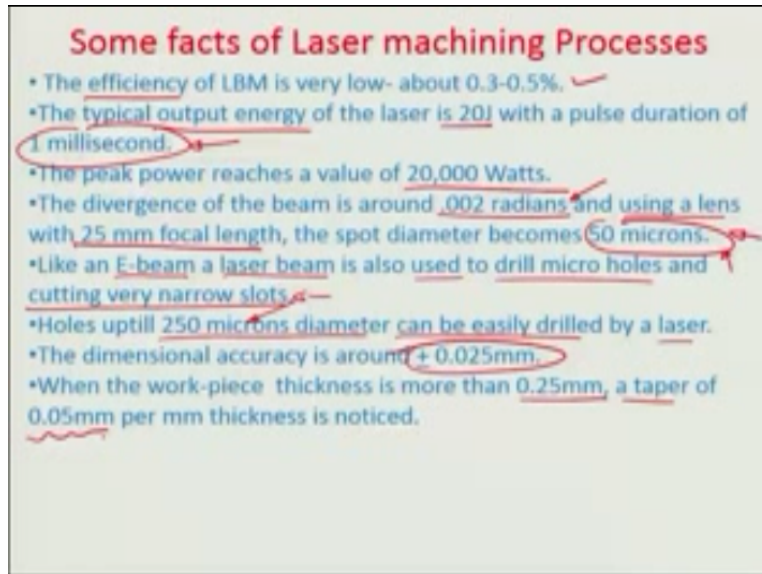 Some facts of Laser machining Processes
• The efficiency of LBM is very low- about 0.3-0.5%.
•The typical output energy of the laser is 20J with a pulse duration of
1 millisecond.
•The peak power reaches a value of 20,000 Watts.
•The divergence of the beam is around .002 radians and using a lens
with 25 mm focal length, the spot diameter becomes 50 microns.
•Like an E-beam a laser beam is also used to drill micro holes and
cutting very narrow slots.
•Holes uptill 250 microns diameter can be easily drilled by a laser.
•The dimensional accuracy is around + 0.025mm.
•When the work-piece thickness is more than 0.25mm, a taper of
0.05mm per mm thickness is noticed.